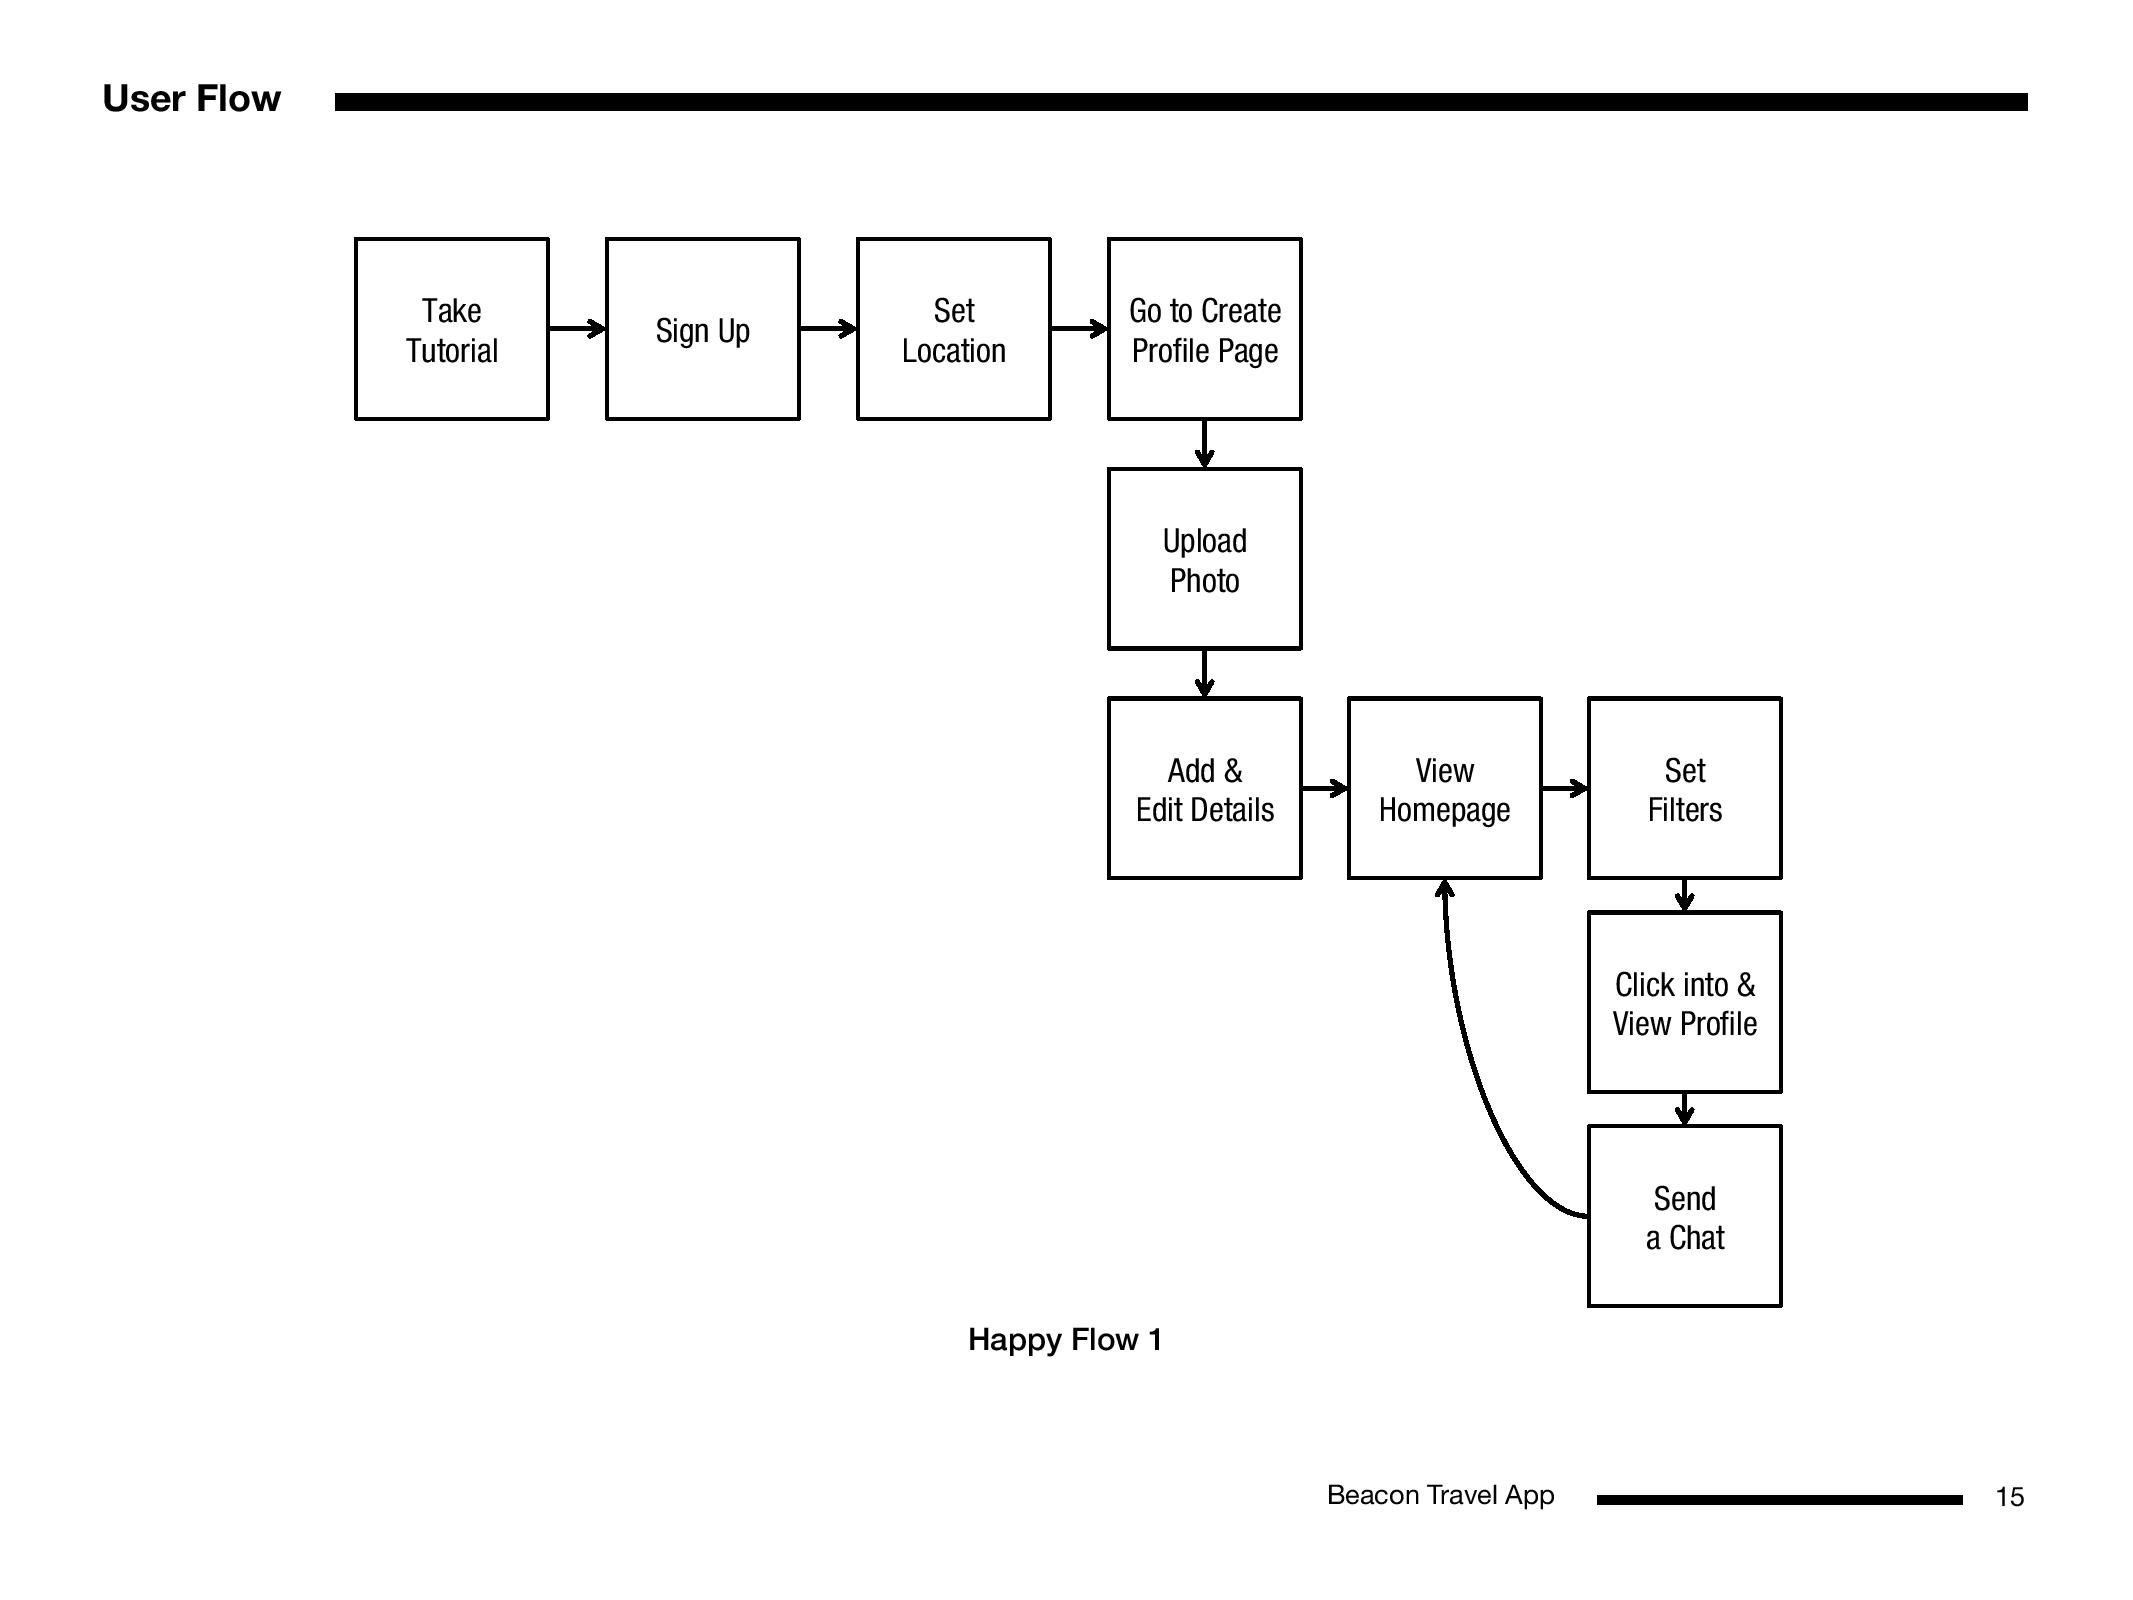 User Flow
Take
Tutorial
Sign Up
Set
Location
Go to Create
Profile Page
Upload
Photo
Add &
Edit Details
View
Homepage
Set
Filters
Click into &
View Profile
Send
a Chat
Happy Flow 1
Beacon Travel App
15